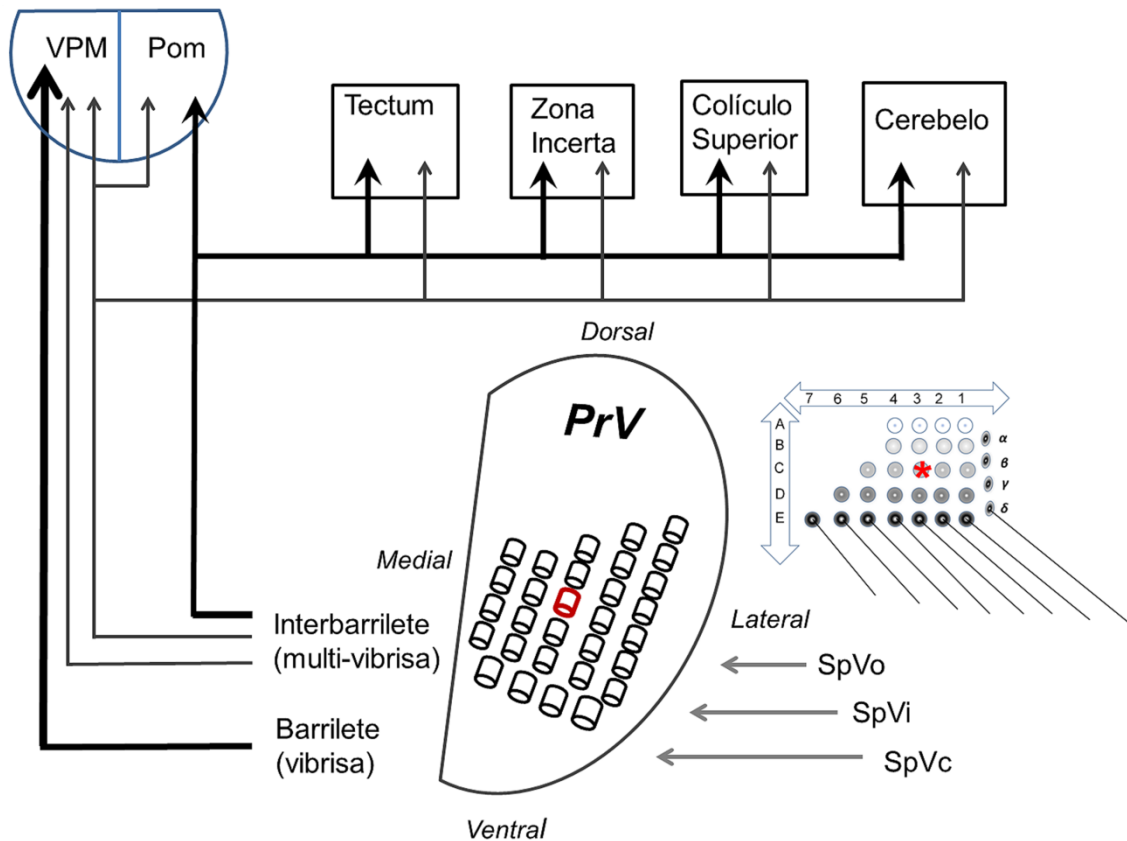 VPM
Pom
Tectum
Zona
Incerta
Colículo
Superior
Cerebelo
Dorsal
PrV
7 6 5 4 3 2 1
A
B
C
D
E
α
β
γ
δ
*
Medial
Lateral
Interbarrilete
(multi-vibrisa)
Barrilete
(vibrisa)
SpVo
SpVi
SpVc
Ventral